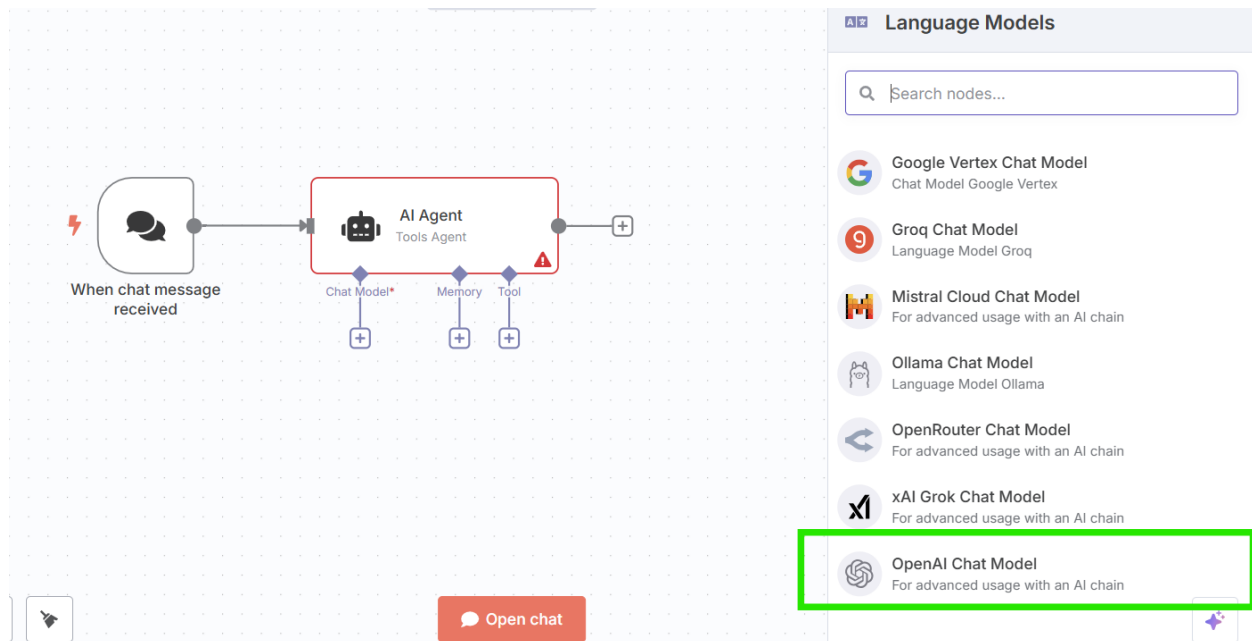 Language Models
Search nodes...
Google Vertex Chat Model
Chat Model Google Vertex
Groq Chat Model
Language Model Groq
Mistral Cloud Chat Model
For advanced usage with an AI chain
Ollama Chat Model
Language Model Ollama
OpenRouter Chat Model
For advanced usage with an AI chain
xAI Grok Chat Model
For advanced usage with an AI chain
OpenAI Chat Model
For advanced usage with an AI chain
AI Agent
Tools Agent
When chat message
received
Chat Model*
Memory
Tool
Open chat